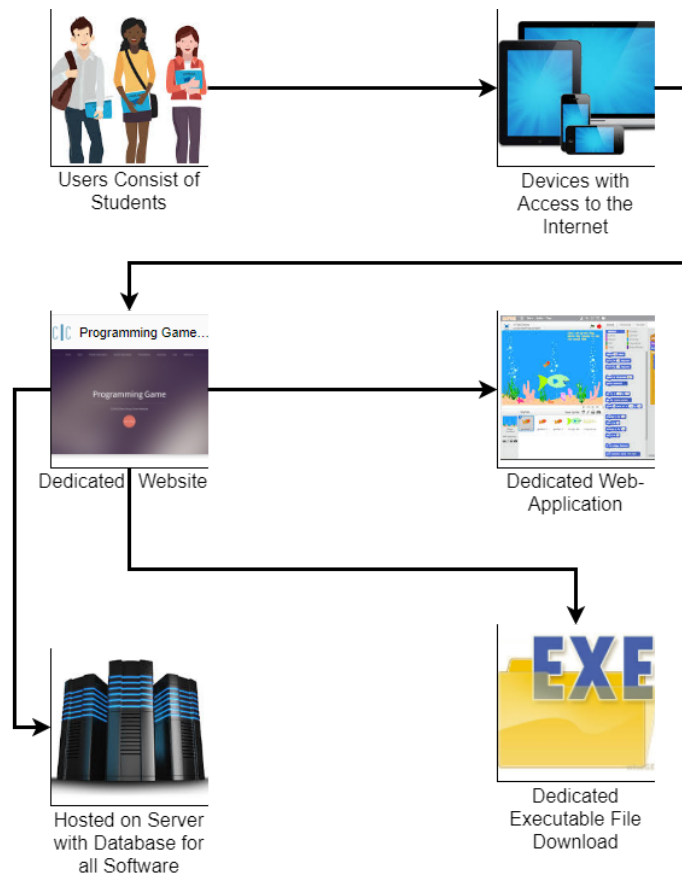 Users Consist of
Students
Devices with
Access to the
Internet
C|C Programming Game...
Programming Game
Dedicated Website
Dedicated Web-
Application
EXE
Hosted on Server
with Database for
all Software
Dedicated
Executable File
Download